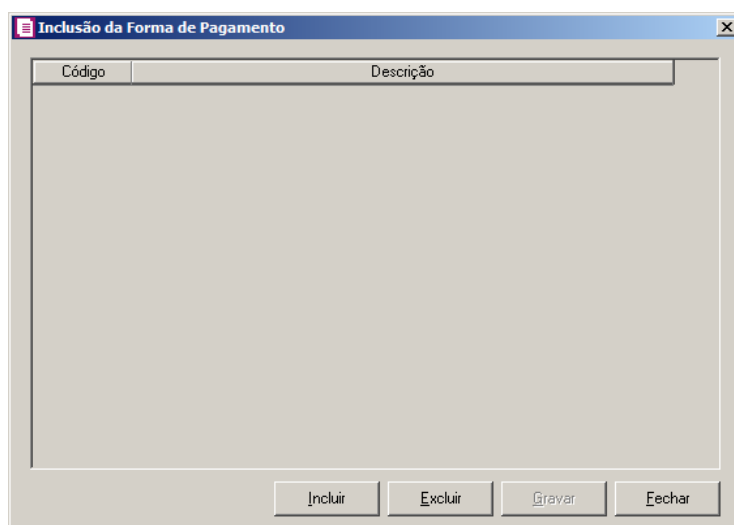 Inclusão da Forma de Pagamento
Código Descrição
Incluir Excluir Gravar Fechar